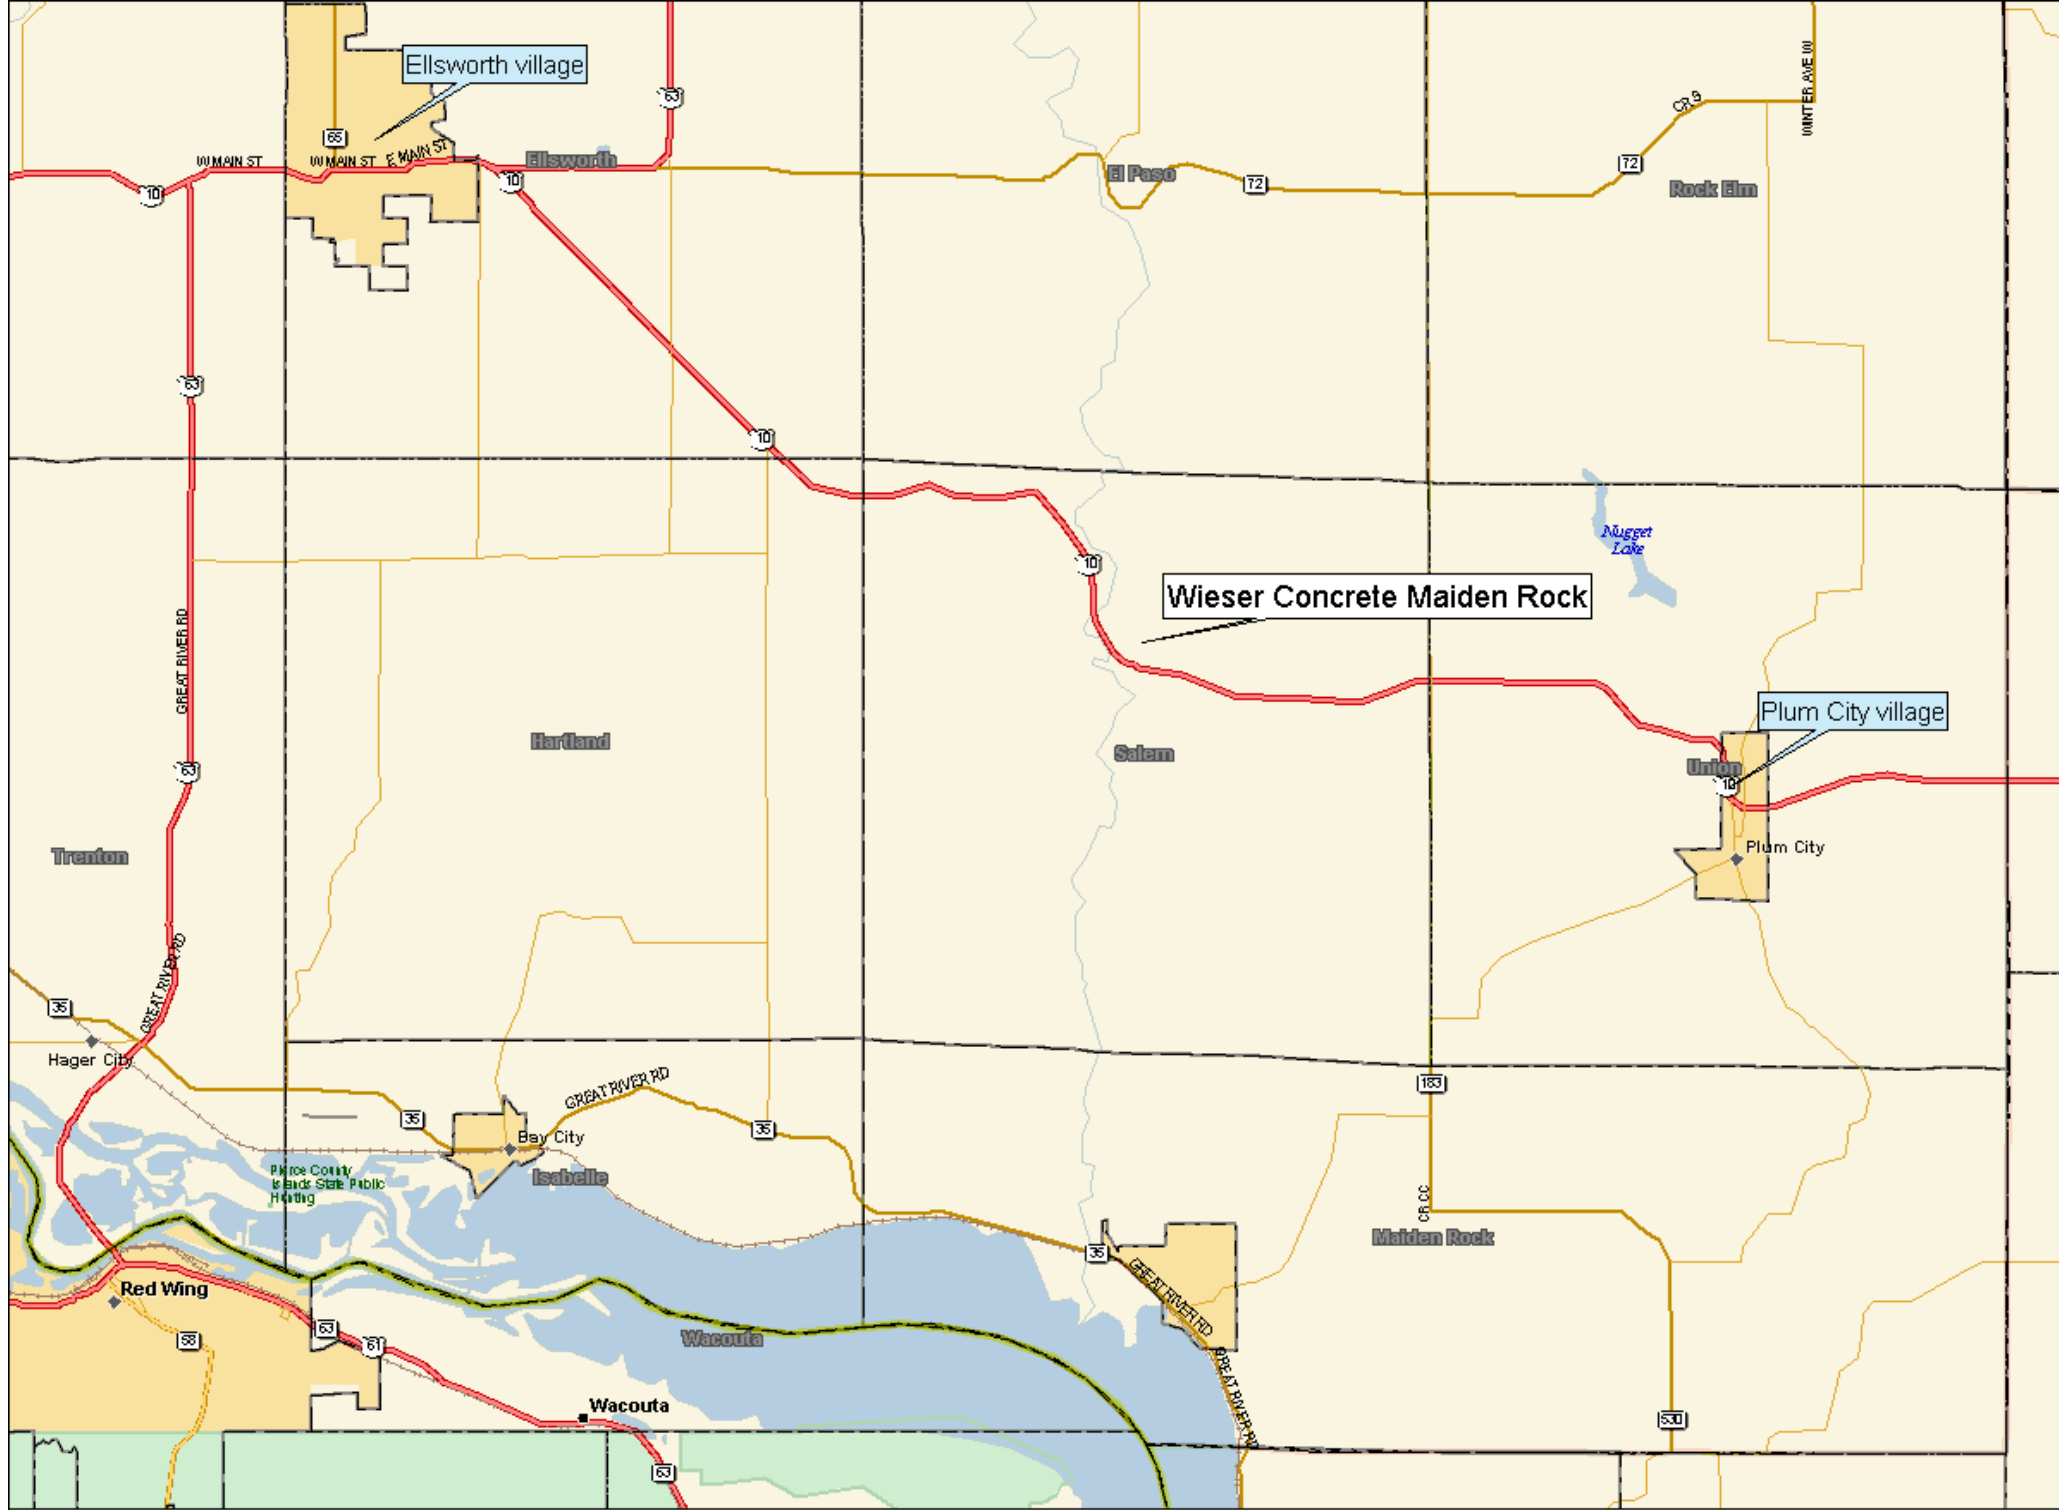 WINTER AVE W
Ellsworth village
63
CR 9
65
W MAIN ST
W MAIN ST
E MAIN ST
Ellsworth
72
El Paso
10
10
72
Rock Elm
63
10
Nugget
Lake
10
Wieser Concrete Maiden Rock
GREAT RIVER RD
Plum City village
Hartland
Salem
Union
63
10
Plum City
Trenton
GREAT RIVER RD
35
Hager City
GREAT RIVER RD
183
35
35
Bay City
Pierce County
Islands State Public
Hunting
Isabelle
CR CC
Maiden Rock
35
GREAT RIVER RD
Red Wing
63
58
61
Wacouta
GREAT RIVER RD
Wacouta
530
63